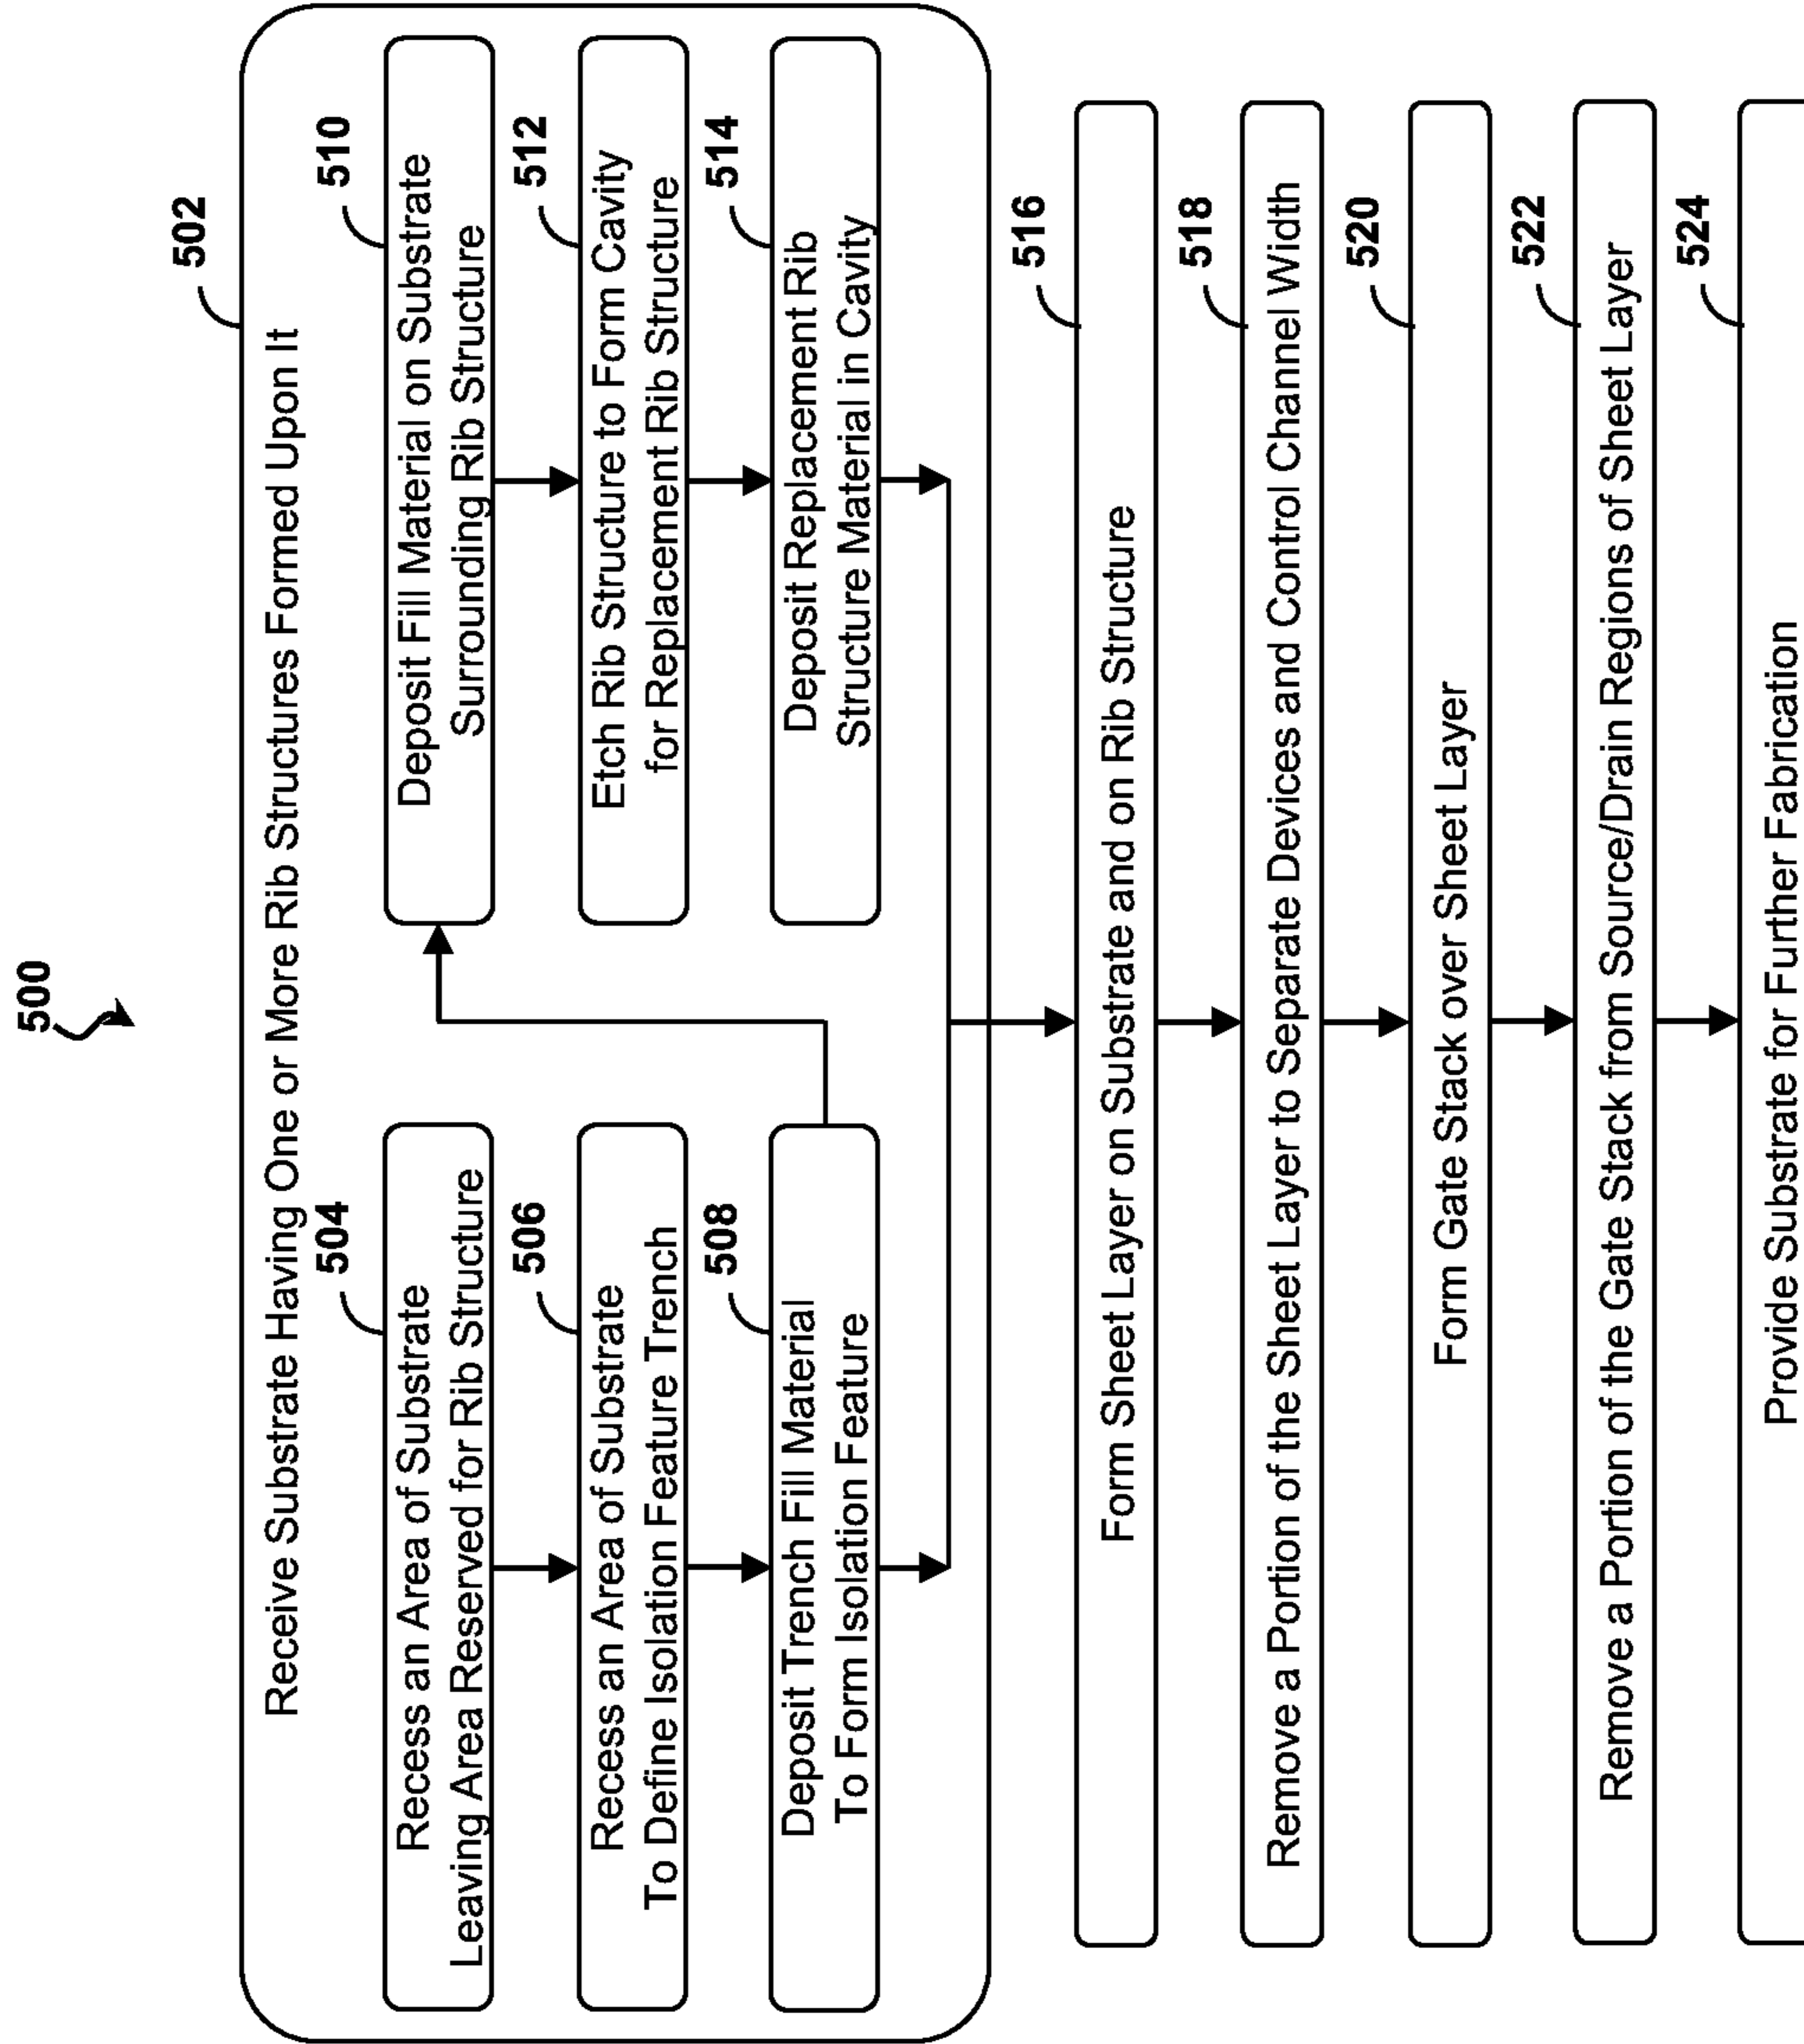 500
502
Receive Substrate Having One or More Rib Structures Formed Upon It
504
Recess an Area of Substrate
Leaving Area Reserved for Rib Structure
506
Recess an Area of Substrate
To Define Isolation Feature Trench
508
Deposit Trench Fill Material
To Form Isolation Feature
510
Deposit Fill Material on Substrate
Surrounding Rib Structure
512
Etch Rib Structure to Form Cavity
for Replacement Rib Structure
514
Deposit Replacement Rib
Structure Material in Cavity
516
Form Sheet Layer on Substrate and on Rib Structure
518
Remove a Portion of the Sheet Layer to Separate Devices and Control Channel Width
520
Form Gate Stack over Sheet Layer
522
Remove a Portion of the Gate Stack from Source/Drain Regions of Sheet Layer
524
Provide Substrate for Further Fabrication